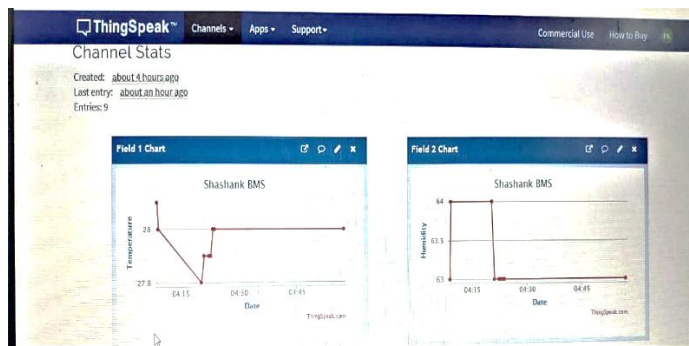 ThingSpeak™ Channels Apps Support Commercial Use How to Buy
Channel Stats
Created: about 4 hours ago
Last entry: about an hour ago
Entries: 9
Field 1 Chart
Shashank BMS
Temperature
28
27.8
04:15 04:30 04:45
Date
ThingSpeak.com
Field 2 Chart
Shashank BMS
Humidity
64
63.5
63
04:15 04:30 04:45
Date
ThingSpeak.com